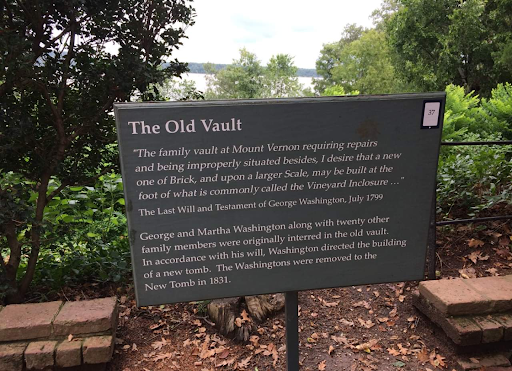 37
The Old Vault
"The family vault at Mount Vernon requiring repairs
and being improperly situated besides, I desire that a new
one of Brick, and upon a larger Scale, may be built at the
foot of what is commonly called the Vineyard Inclosure ..."
The Last Will and Testament of George Washington, July 1799
George and Martha Washington along with twenty other
family members were originally interred in the old vault.
In accordance with his will, Washington directed the building
of a new tomb. The Washingtons were removed to the
New Tomb in 1831.